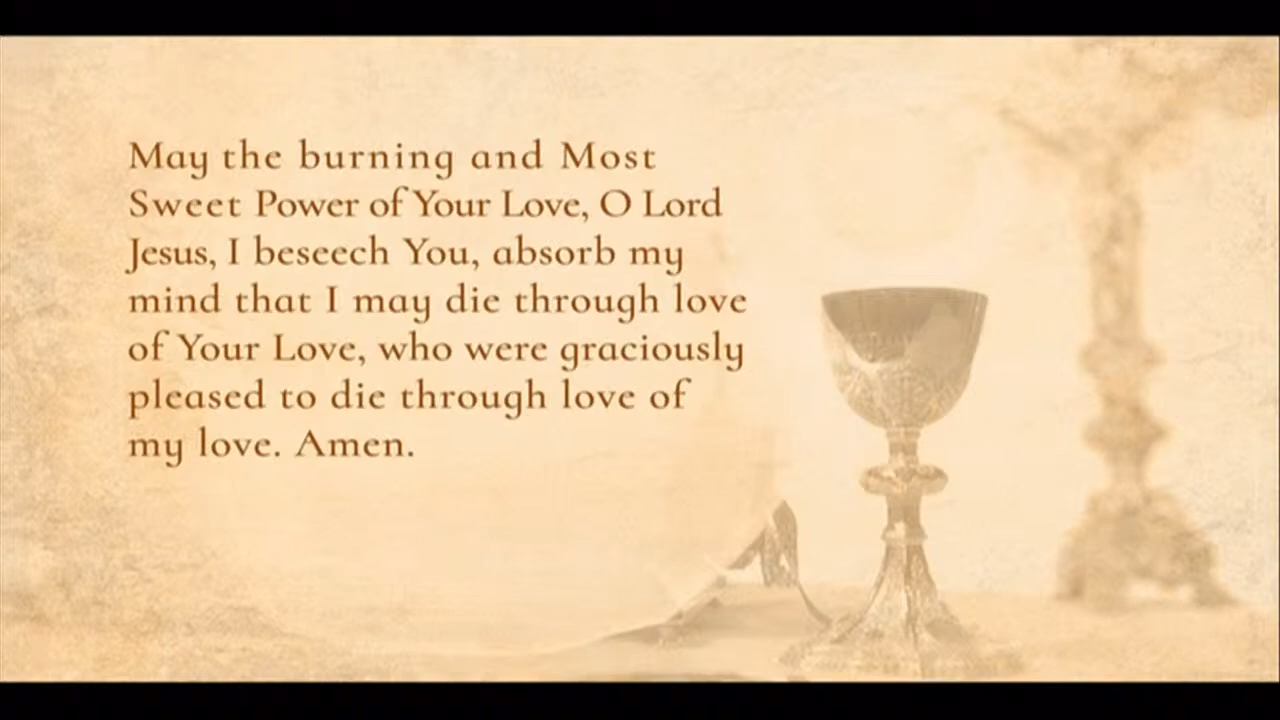 May the burning and Most
Sweet Power of Your Love, O Lord
Jesus, I beseech You, absorb my
mind that I may die through love
of Your Love, who were graciously
pleased to die through love of
my love. Amen.